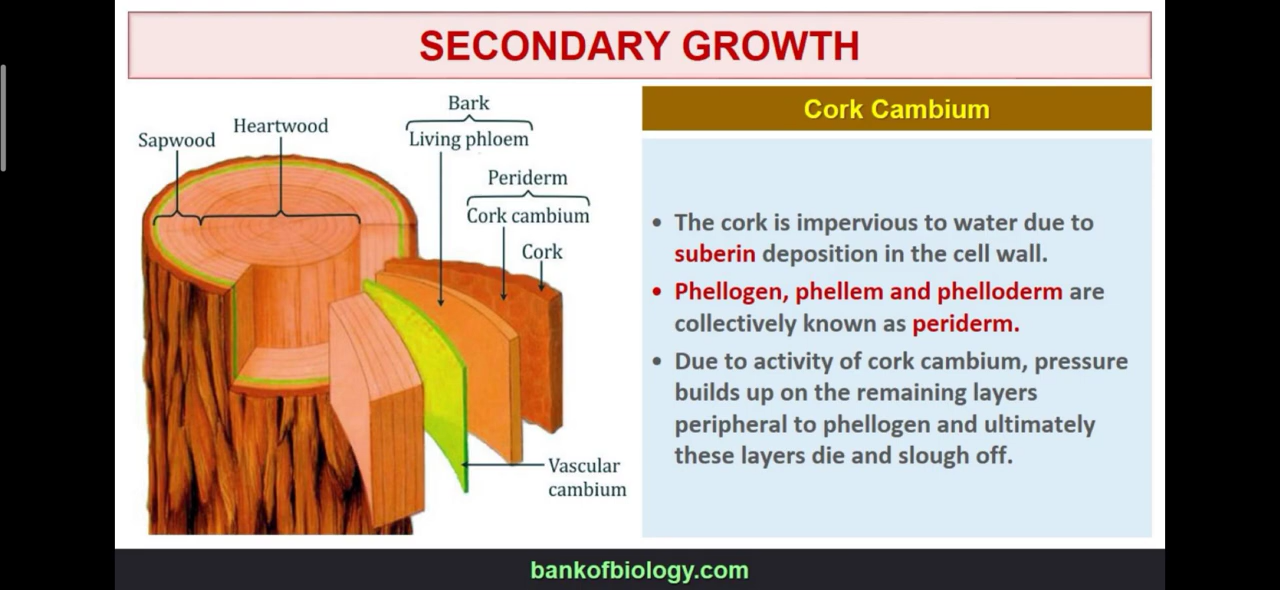 SECONDARY GROWTH
Bark
Living phloem
Heartwood
Sapwood
Periderm
Cork cambium
Cork
Vascular
cambium
Cork Cambium
• The cork is impervious to water due to
suberin deposition in the cell wall.
• Phellogen, phellem and phelloderm are
collectively known as periderm.
• Due to activity of cork cambium, pressure
builds up on the remaining layers
peripheral to phellogen and ultimately
these layers die and slough off.
bankofbiology.com